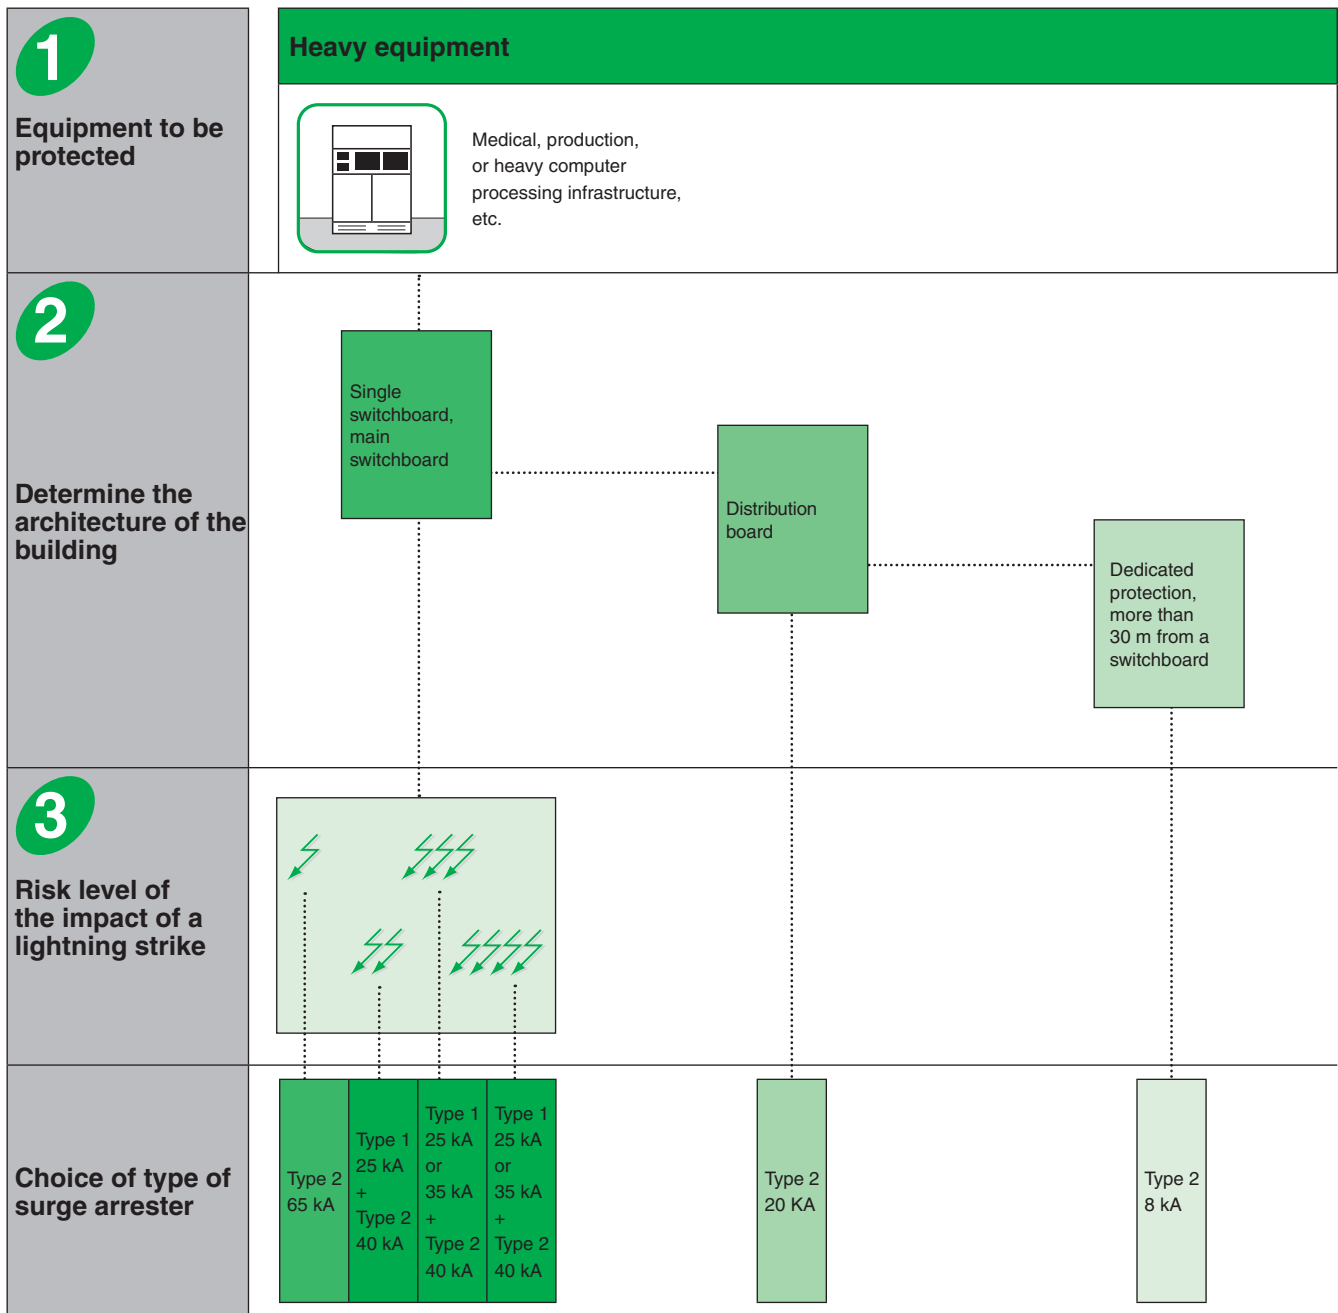 1
Equipment to be
protected
Heavy equipment
Medical, production,
or heavy computer
processing infrastructure,
etc.
2
Determine the
architecture of the
building
Single
switchboard,
main
switchboard
Distribution
board
Dedicated
protection,
more than
30 m from a
switchboard
3
Risk level of
the impact of a
lightning strike
Choice of type of
surge arrester
Type 2
65 kA
Type 1
25 kA
+
Type 2
40 kA
Type 1
25 kA
or
35 kA
+
Type 2
40 kA
Type 1
25 kA
or
35 kA
+
Type 2
40 kA
Type 2
20 KA
Type 2
8 kA